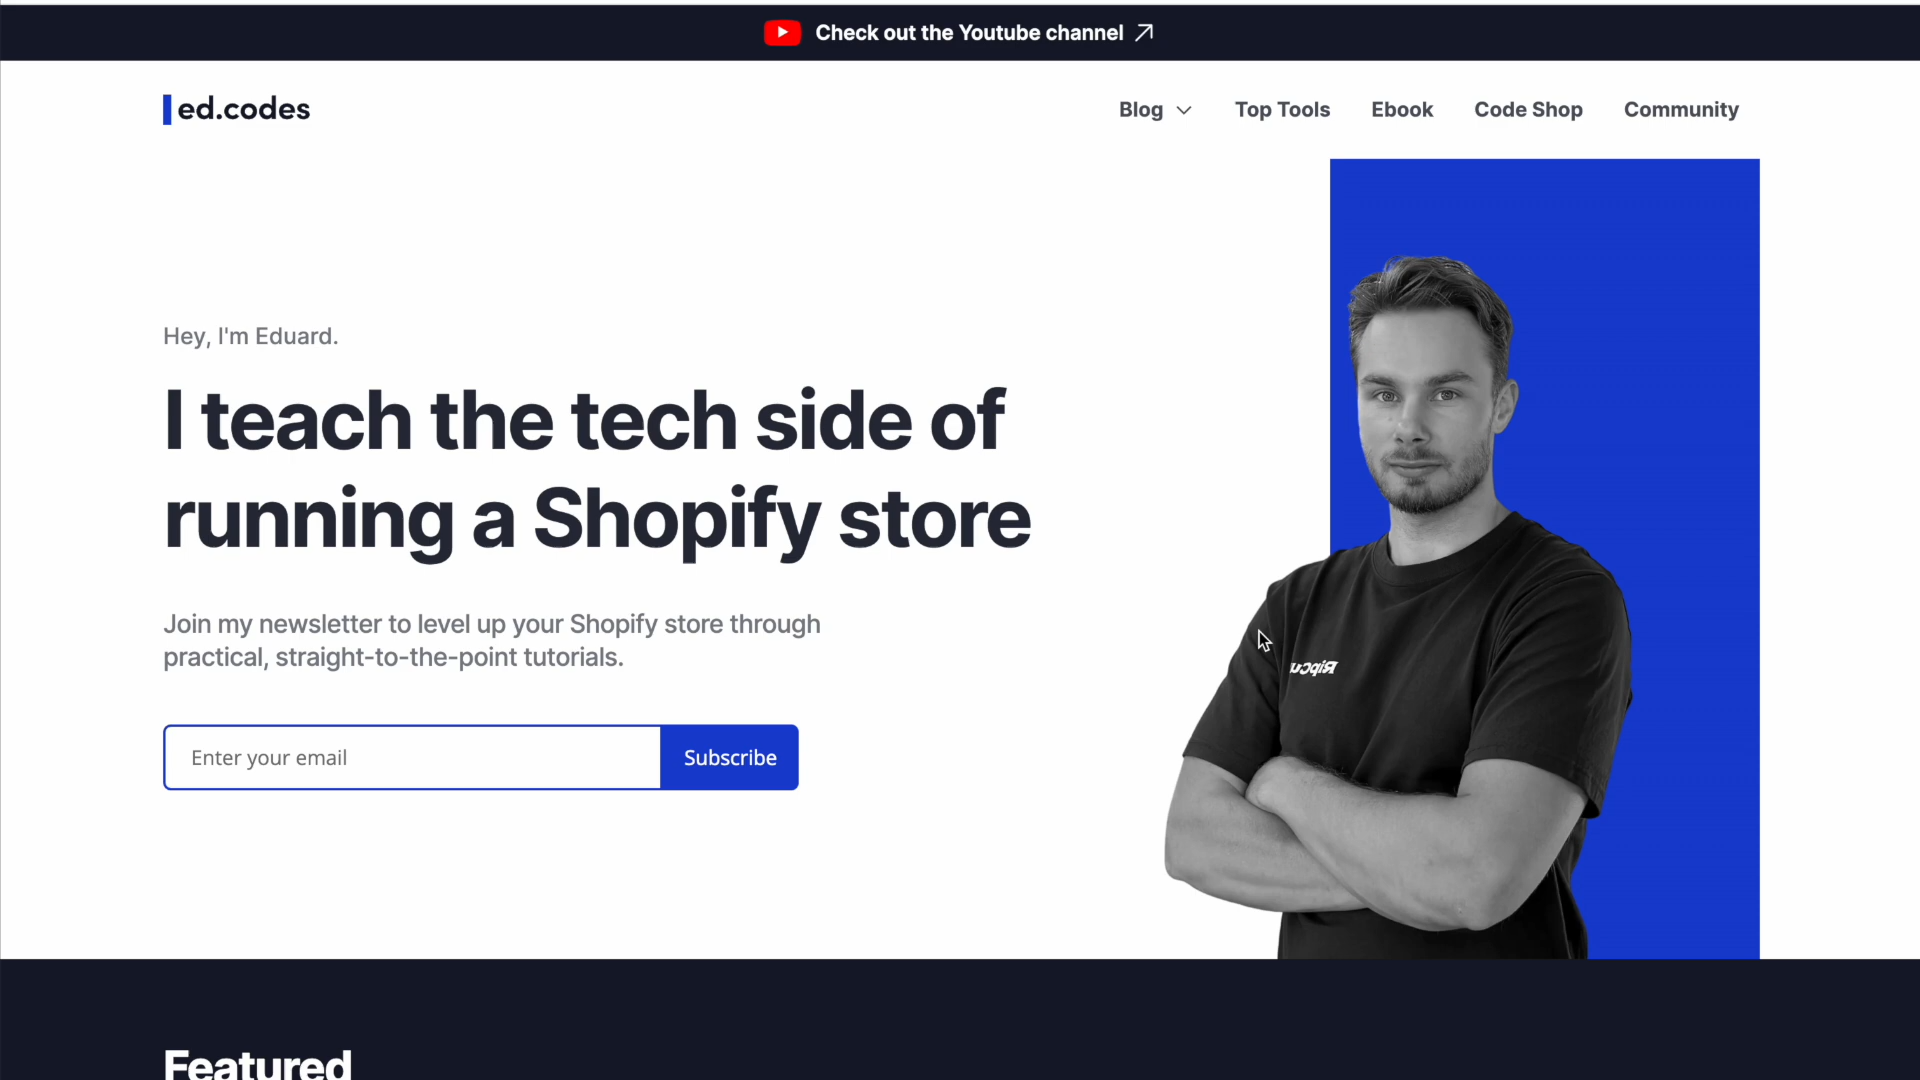 Check out the Youtube channel
ed.codes
Blog
Top Tools
Ebook
Code Shop
Community
Hey, I'm Eduard.
I teach the tech side of
running a Shopify store
Join my newsletter to level up your Shopify store through
practical, straight-to-the-point tutorials.
Enter your email
Subscribe
Featured